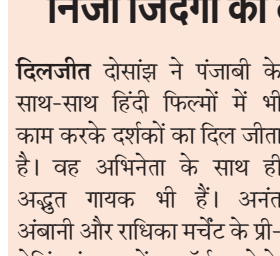 निजी जिंदगी का
दिलजीत दोसांझ ने पंजाबी के
साथ-साथ हिंदी फिल्मों में भी
काम करके दर्शकों का दिल जीता
है। वह अभिनेता के साथ ही
अद्भुत गायक भी हैं। अनंत
अंबानी और राधिका मर्चेंट के प्री-